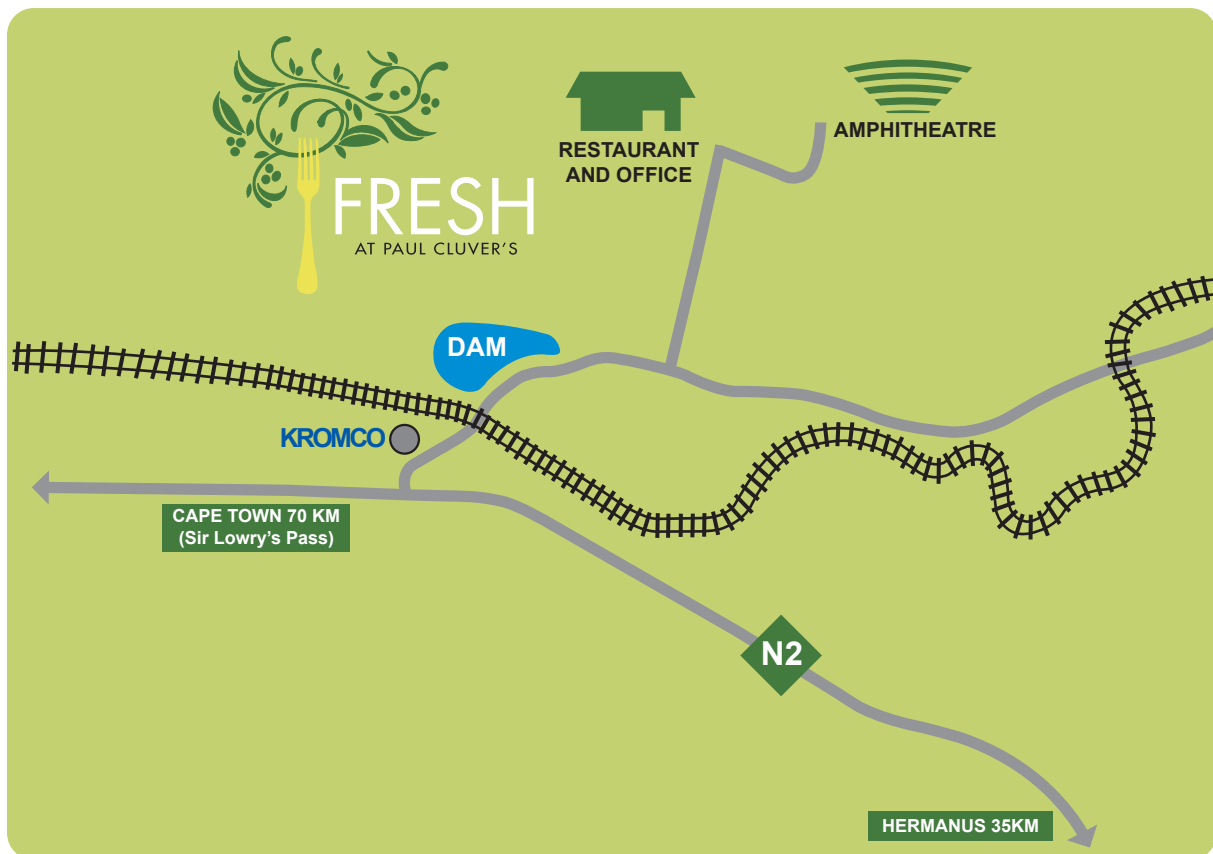 FRESH
AT PAUL CLUVER'S
RESTAURANT
AND OFFICE
AMPHITHEATRE
DAM
KROMCO
CAPE TOWN 70 KM
(Sir Lowry's Pass)
N2
HERMANUS 35KM